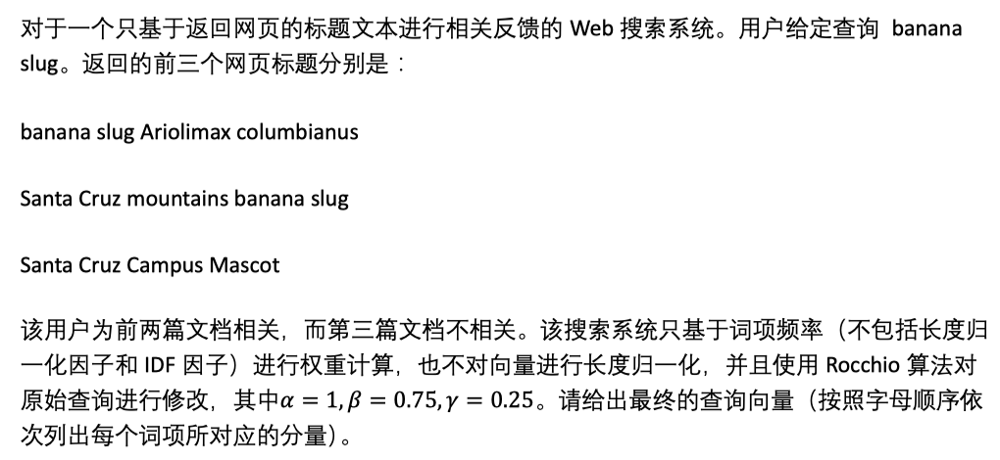 对于一个只基于返回网页的标题文本进行相关反馈的 Web 搜索系统。用户给定查询 banana
slug。返回的前三个网页标题分别是：
banana slug Ariolimax columbianus
Santa Cruz mountains banana slug
Santa Cruz Campus Mascot
该用户为前两篇文档相关，而第三篇文档不相关。该搜索系统只基于词项频率（不包括长度归
一化因子和 IDF 因子）进行权重计算，也不对向量进行长度归一化，并且使用 Rocchio 算法对
原始查询进行修改，其中α = 1, β = 0.75, γ = 0.25。请给出最终的查询向量（按照字母顺序依
次列出每个词项所对应的分量）。